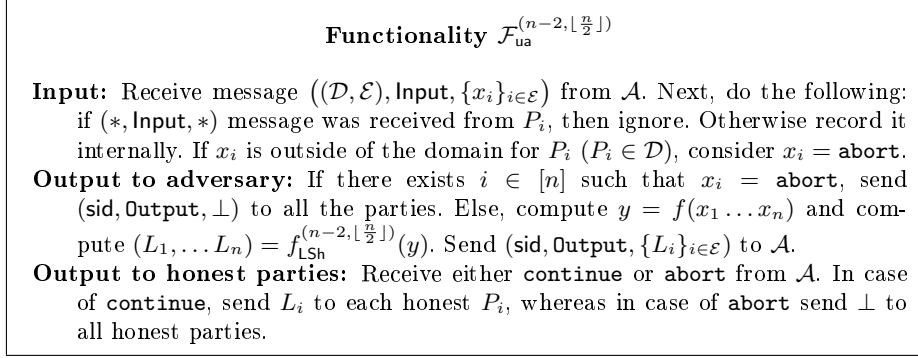 Functionality $\mathcal{F}_{\mathsf{ua}}^{(n-2,\lfloor \frac{n}{2} \rfloor)}$
Input: Receive message $((\mathcal{D}, \mathcal{E}), \mathsf{Input}, \{x_i\}_{i \in \mathcal{E}})$ from $\mathcal{A}$. Next, do the following:
if $(*, \mathsf{Input}, *)$ message was received from $P_i$, then ignore. Otherwise record it
internally. If $x_i$ is outside of the domain for $P_i$ ($P_i \in \mathcal{D}$), consider $x_i = \mathtt{abort}$.
Output to adversary: If there exists $i \in [n]$ such that $x_i = \mathtt{abort}$, send
$(\mathsf{sid}, \mathtt{Output}, \bot)$ to all the parties. Else, compute $y = f(x_1 \ldots x_n)$ and com-
pute $(L_1, \ldots L_n) = f_{\mathsf{LSh}}^{(n-2,\lfloor \frac{n}{2} \rfloor)}(y)$. Send $(\mathsf{sid}, \mathtt{Output}, \{L_i\}_{i \in \mathcal{E}})$ to $\mathcal{A}$.
Output to honest parties: Receive either continue or abort from $\mathcal{A}$. In case
of continue, send $L_i$ to each honest $P_i$, whereas in case of abort send $\bot$ to
all honest parties.